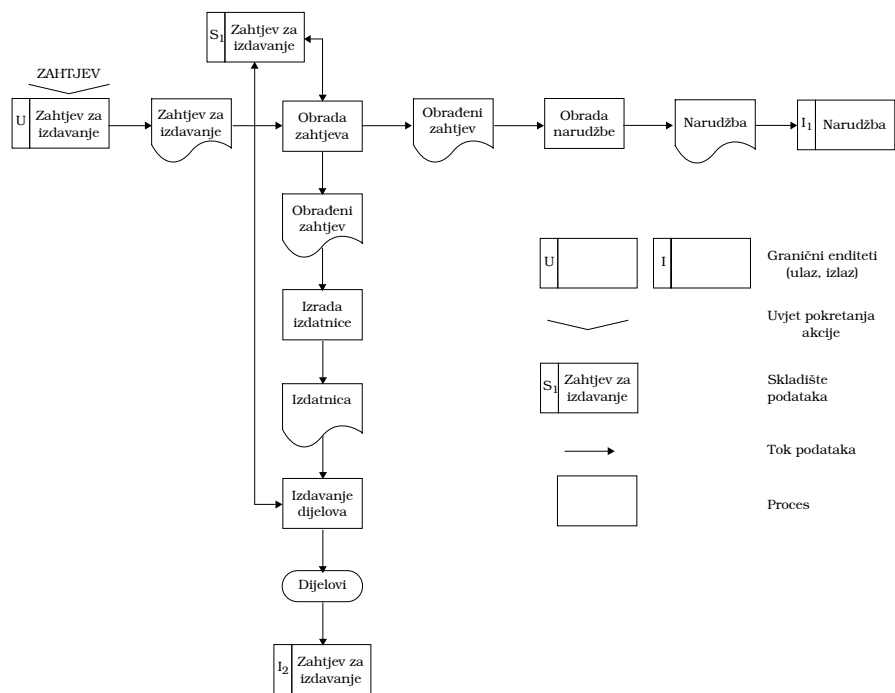 S1 Zahtjev za
izdavanje
ZAHTJEV
U Zahtjev za
izdavanje
Zahtjev za
izdavanje
Obrada
zahtjeva
Obrađeni
zahtjev
Obrada
narudžbe
Narudžba
I1 Narudžba
Obrađeni
zahtjev
Izrada
izdatnice
Izdatnica
Izdavanje
dijelova
Dijelovi
I2 Zahtjev za
izdavanje
U
I
Granični enditeti
(ulaz, izlaz)
Uvjet pokretanja
akcije
S1 Zahtjev za
izdavanje
Skladište
podataka
Tok podataka
Proces